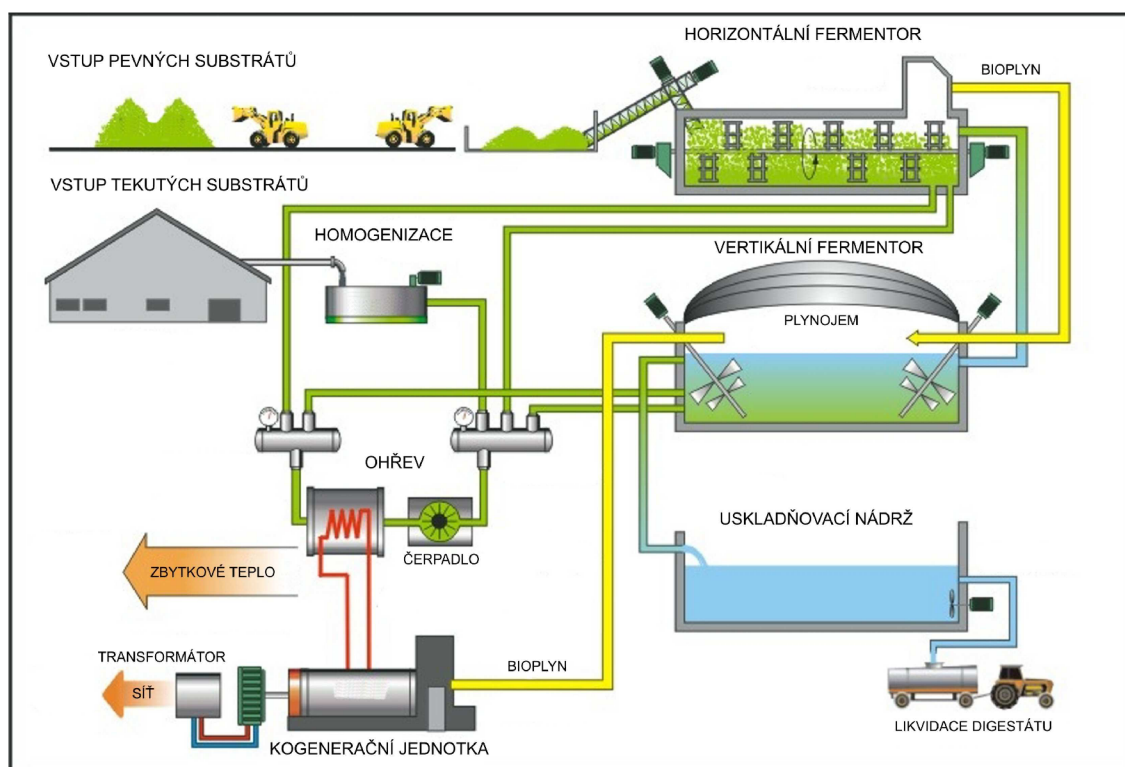 HORIZONTÁLNÍ FERMENTOR
VSTUP PEVNÝCH SUBSTRÁTŮ
BIOPLYN
VSTUP TEKUTÝCH SUBSTRÁTŮ
HOMOGENIZACE
VERTIKÁLNÍ FERMENTOR
PLYNOJEM
OHŘEV
ČERPADLO
USKLADŇOVACÍ NÁDRŽ
ZBYTKOVÉ TEPLO
TRANSFORMÁTOR
BIOPLYN
SÍŤ
LIKVIDACE DIGESTÁTU
KOGENERAČNÍ JEDNOTKA